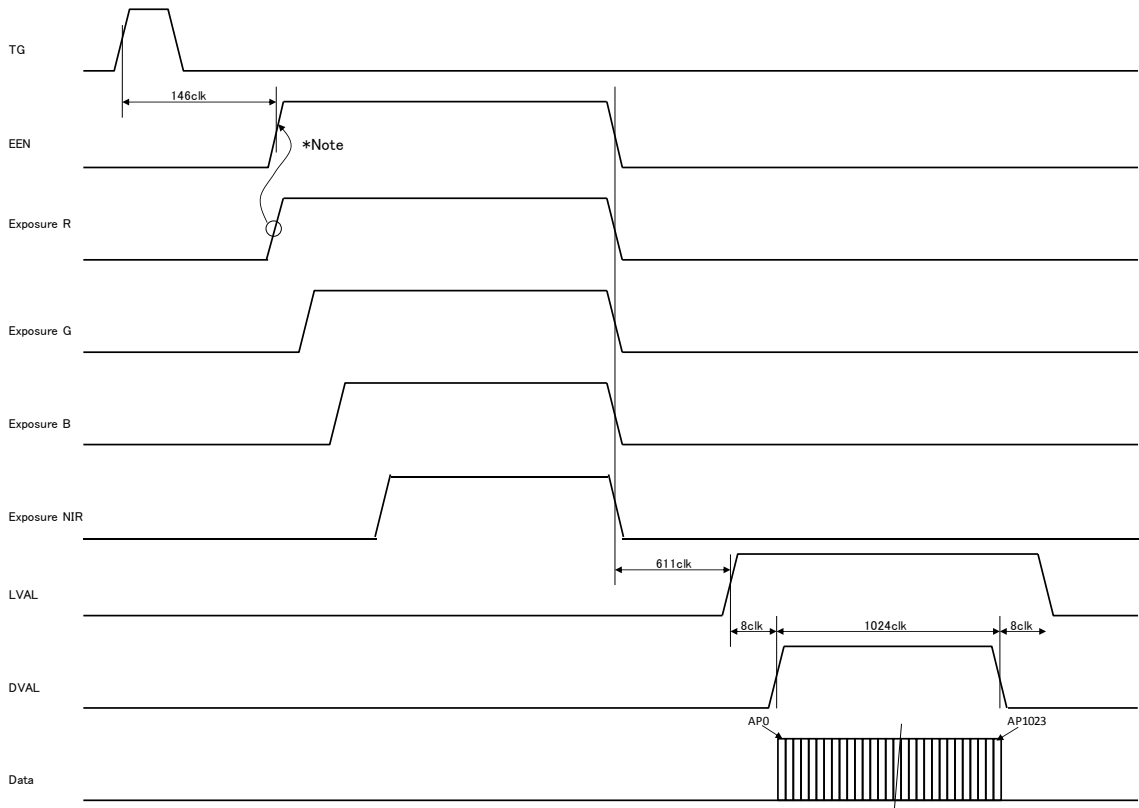 TG
146clk
EEN
*Note
Exposure R
Exposure G
Exposure B
Exposure NIR
611clk
LVAL
8clk
1024clk
8clk
DVAL
AP0
AP1023
Data